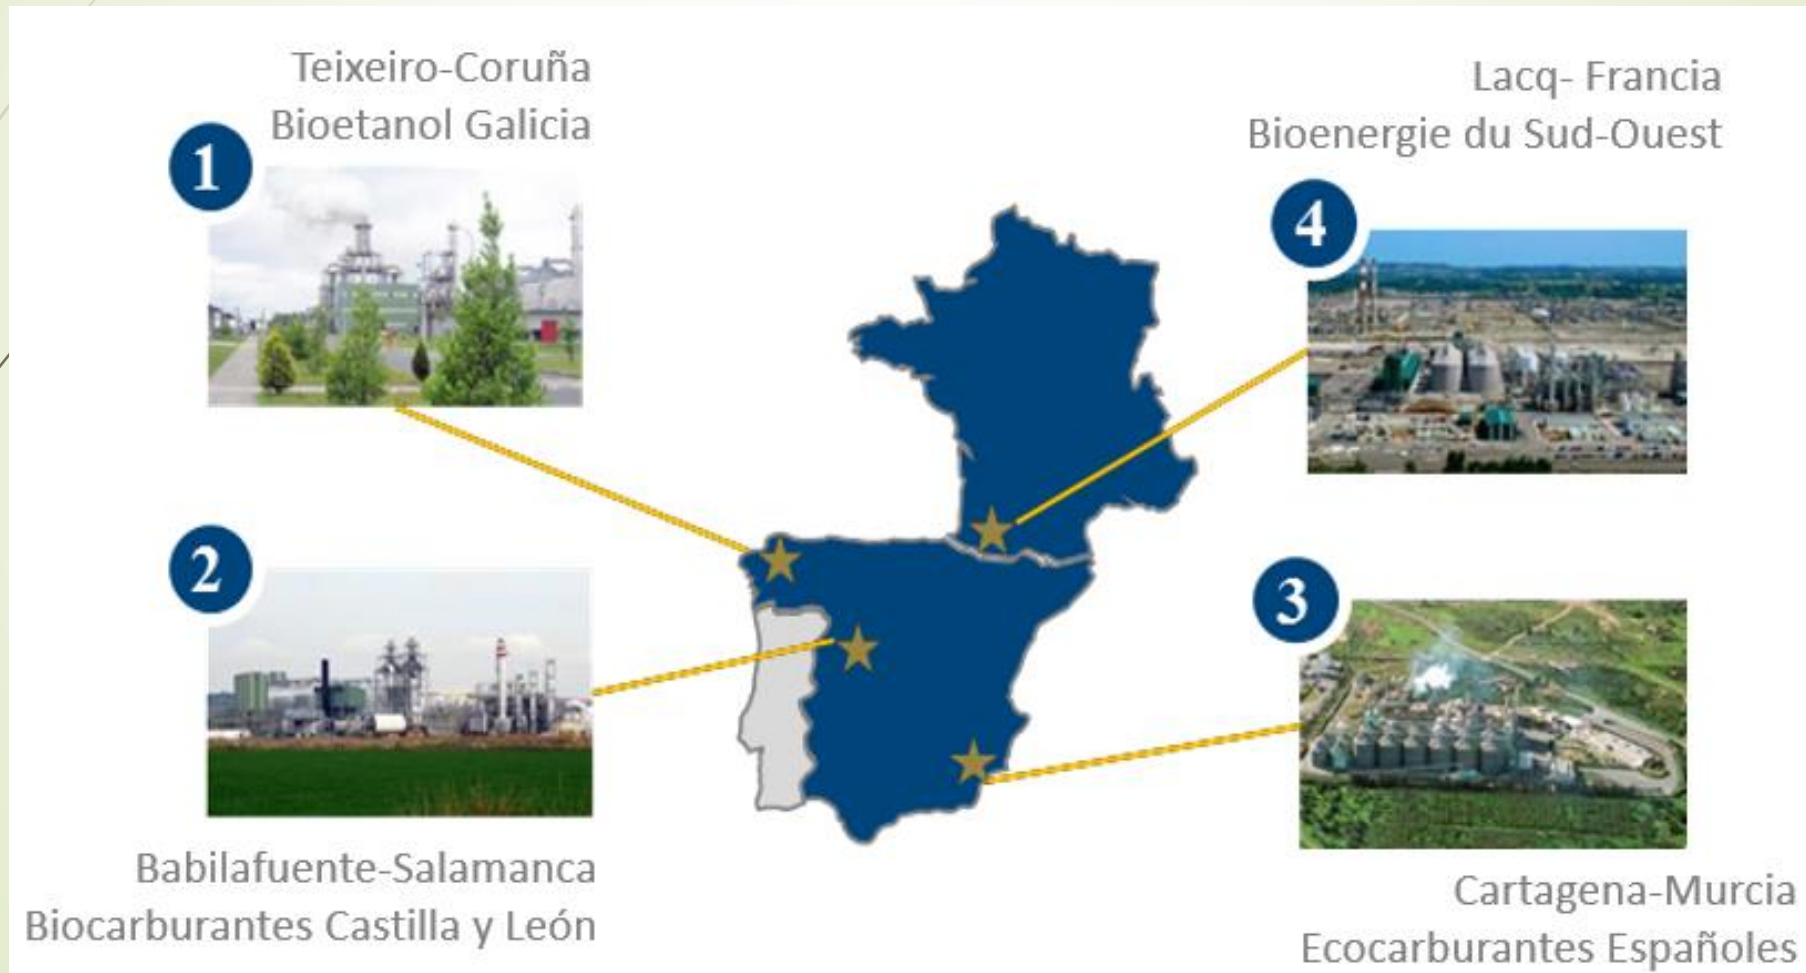 Teixeiro-Coruña
Bioetanol Galicia
1
Lacq- Francia
Bioenergie du Sud-Ouest
4
2
Babilafuente-Salamanca
Biocarburantes Castilla y León
3
Cartagena-Murcia
Ecocarburantes Españoles